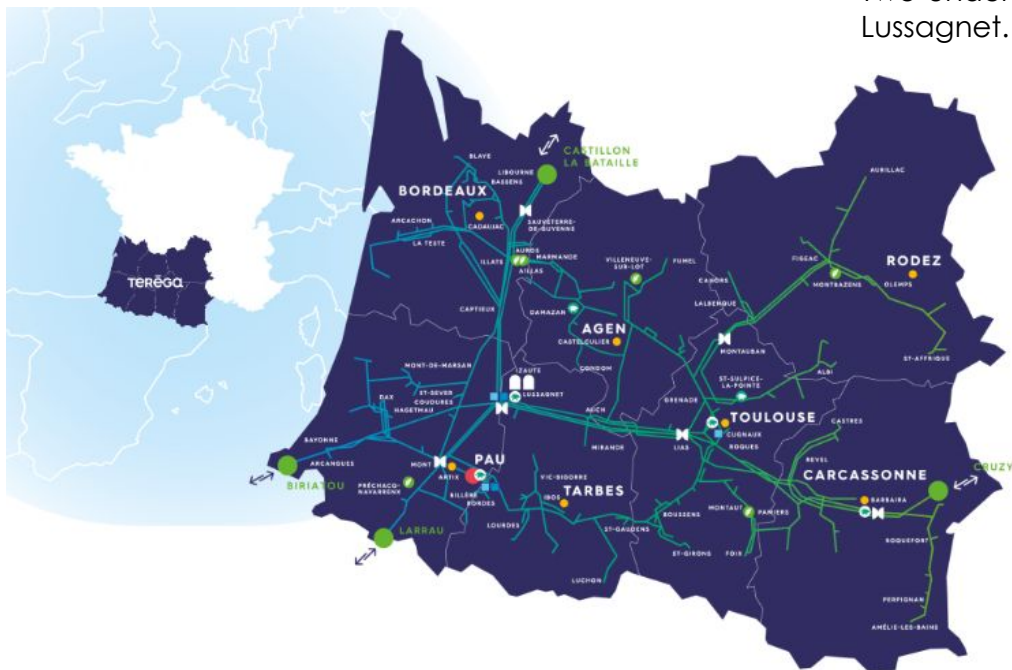 Lussagnet.
CASTILLON
LA BATAILLE
BLAYE
LIBOURNE
BASSENS
BORDEAUX
CADAUJAC
SAUVETERRE-
DE-GUYENNE
ARCACHON
LA TESTE
AUROS
ILLATS
MARMANDE
AILLAS
VILLENEUVE-
SUR-LOT
FUMEL
AURILLAC
FIGEAC
RODEZ
MONTBAZENS
OLEMPS
CAHORS
LALBENQUE
TERÉGA
CAPTIEUX
DAMAZAN
AGEN
CASTELCULIER
CONDOM
MONTAUBAN
ST-AFFRIQUE
MONT-DE-MARSAN
IZAUTE
LUSSAGNET
ST-SULPICE-
LA-POINTE
ALBI
DAX
ST-SEVER
COUDURES
HAGETMAU
AUCH
GRENADE
TOULOUSE
CUGNAUX
ROQUES
CASTRES
BAYONNE
ARCANGUES
MIRANDE
LIAS
REVEL
BIRIATOU
MONT
ARTIX
PAU
PRÉCHACQ-
NAVARRENX
BILLÈRE
BORDES
VIC-BIGORRE
IBOS
TARBES
CARCASSONNE
CRUZY
BARBAIRA
LARRAU
LOURDES
ST-GAUDENS
BOUSSENS
MONTAUT
PAMIERS
ST-GIRONS
FOIX
LUCHON
ROQUEFORT
PERPIGNAN
AMÉLIE-LES-BAINS